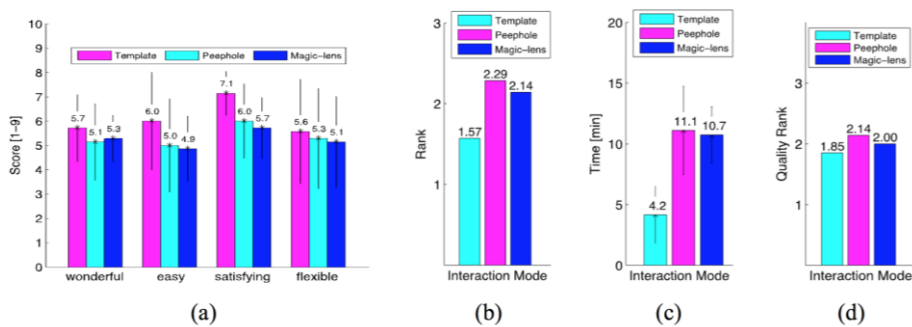 10
9
8
7
6
5
4
3
2
1
0
Score [1-9]
Template Peephole Magic-lens
5.7 5.1 5.3
6.0 5.0 4.9
7.1 6.0 5.7
5.6 5.3 5.1
wonderful easy satisfying flexible
(a)
3
2
1
Rank
Template
Peephole
Magic-lens
1.57 2.29 2.14
Interaction Mode
(b)
20
15
10
5
0
Time [min]
Template
Peephole
Magic-lens
4.2 11.1 10.7
Interaction Mode
(c)
3
2
1
Quality Rank
Template
Peephole
Magic-lens
1.85 2.14 2.00
Interaction Mode
(d)